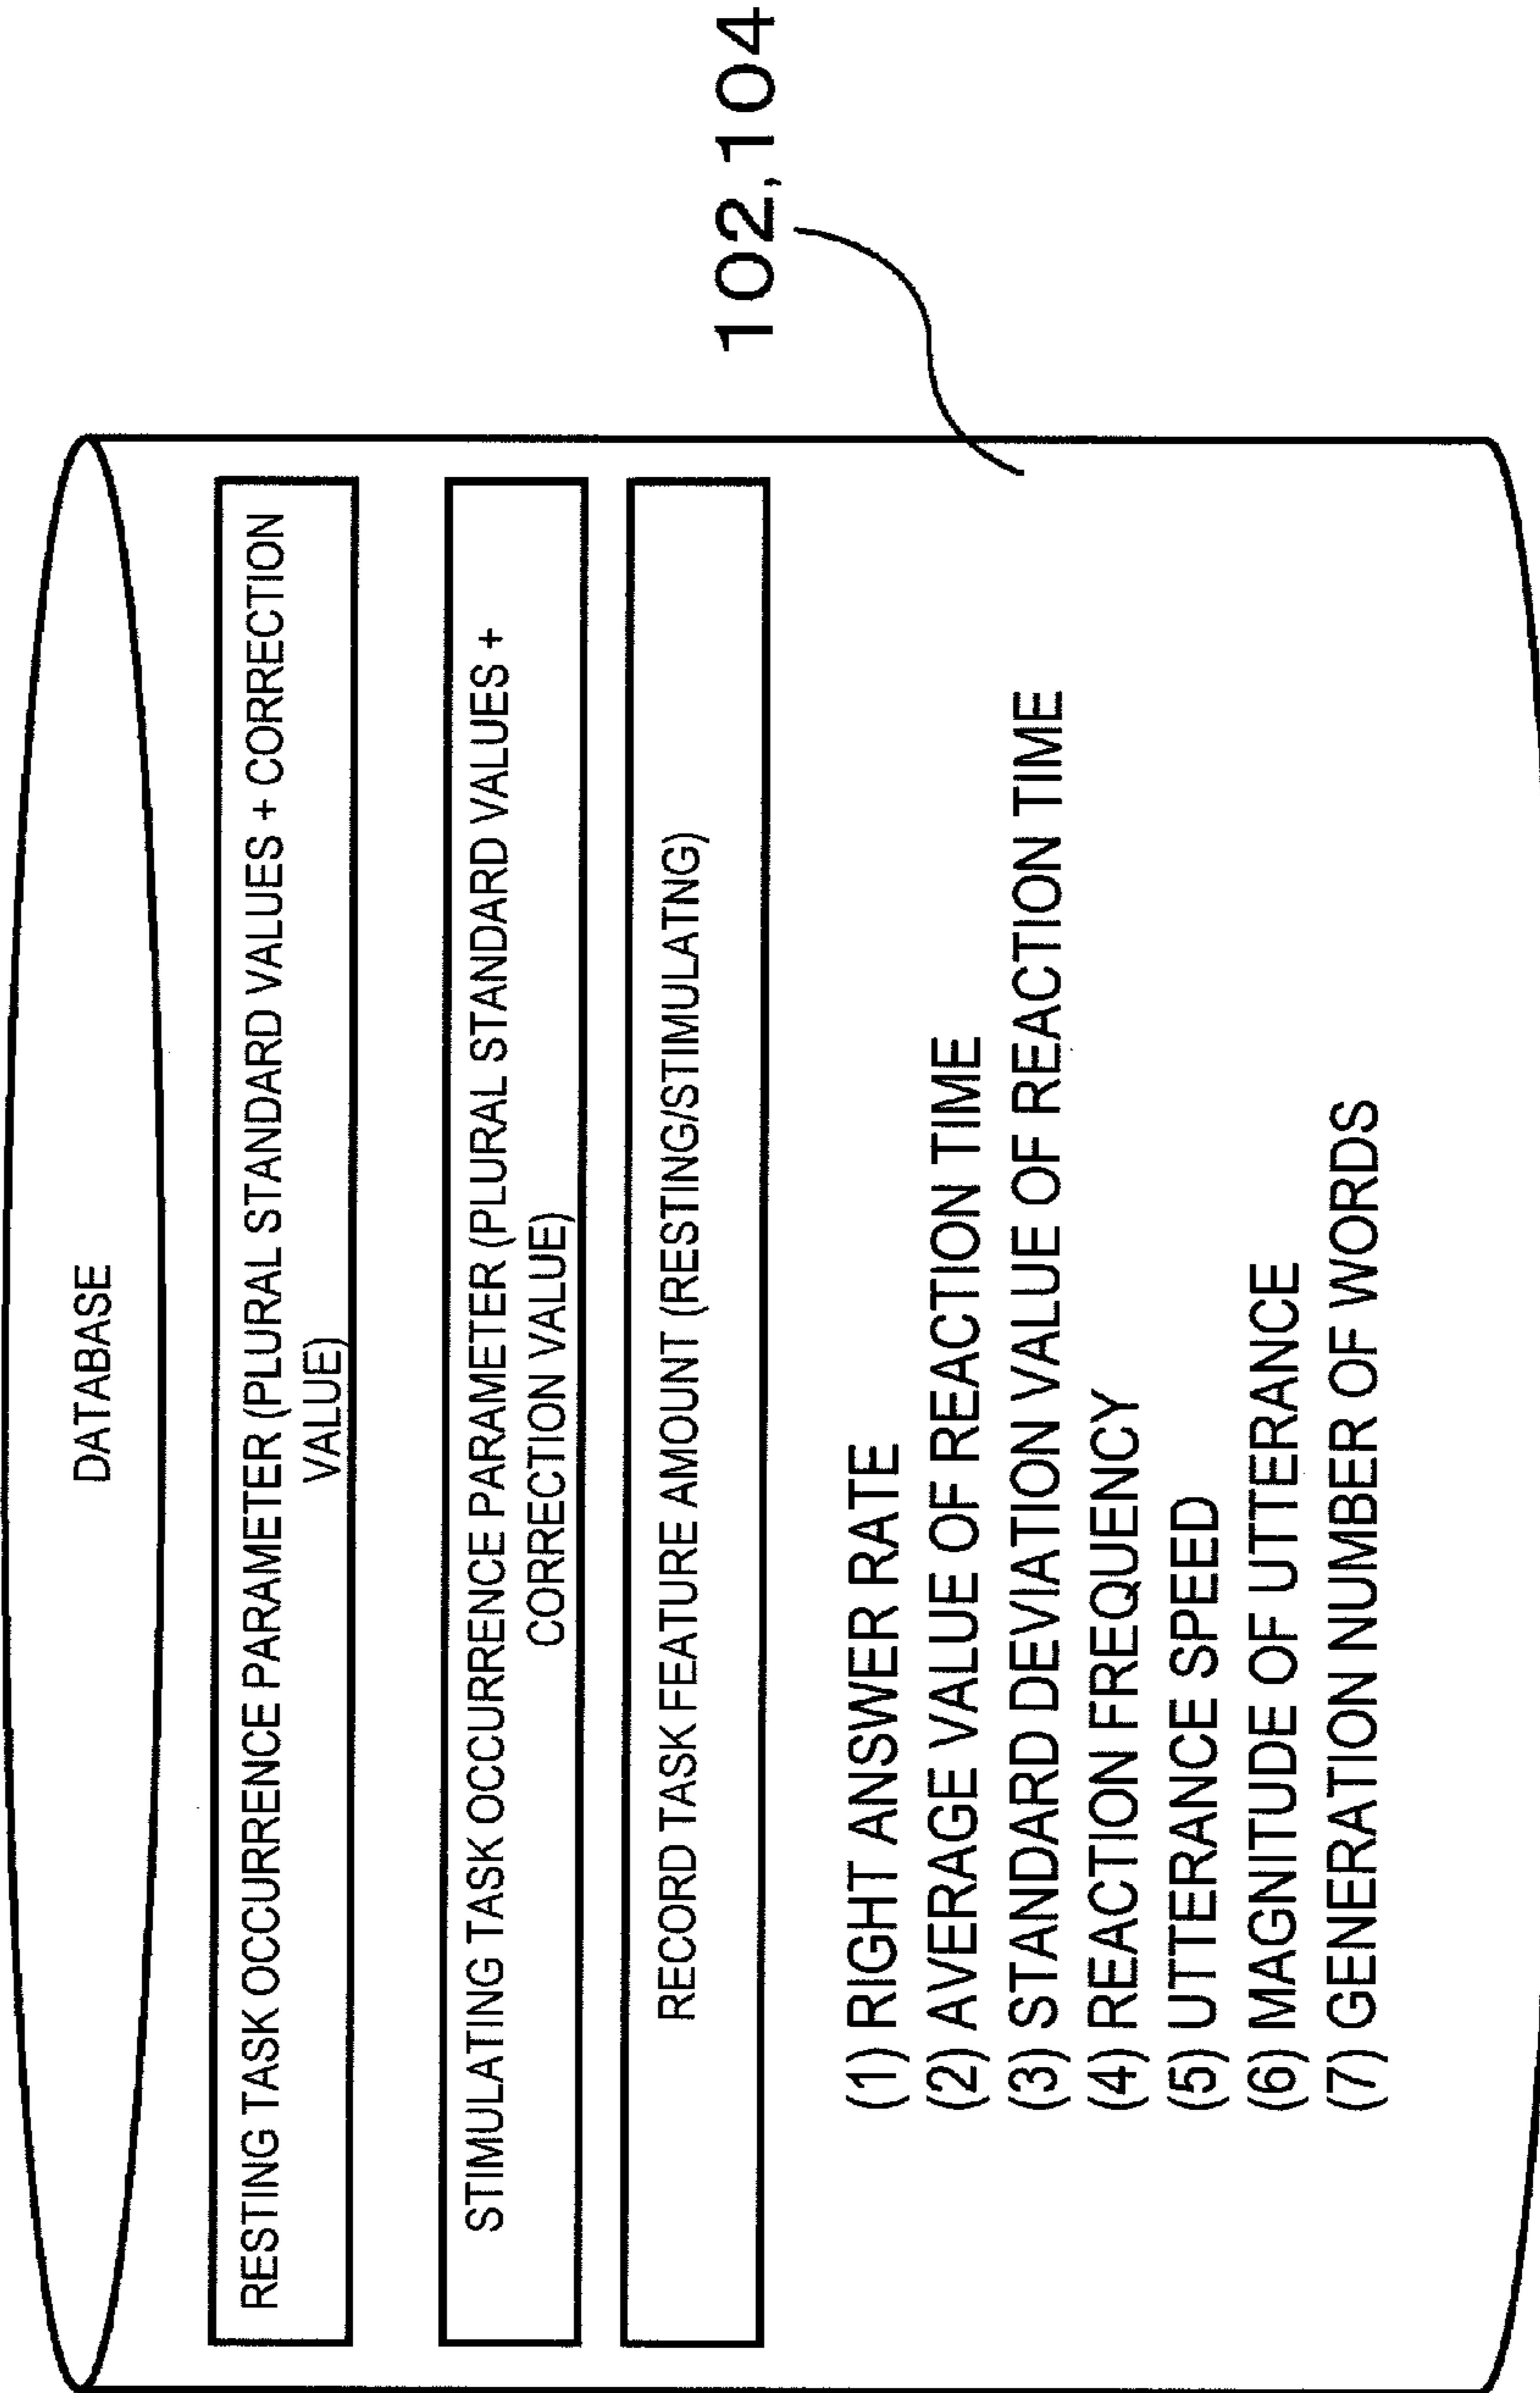 DATABASE
RESTING TASK OCCURRENCE PARAMETER (PLURAL STANDARD VALUES + CORRECTION
VALUE)
STIMULATING TASK OCCURRENCE PARAMETER (PLURAL STANDARD VALUES +
CORRECTION VALUE)
RECORD TASK FEATURE AMOUNT (RESTING/STIMULATNG)
102,104
(1) RIGHT ANSWER RATE
(2) AVERAGE VALUE OF REACTION TIME
(3) STANDARD DEVIATION VALUE OF REACTION TIME
(4) REACTION FREQUENCY
(5) UTTERANCE SPEED
(6) MAGNITUDE OF UTTERANCE
(7) GENERATION NUMBER OF WORDS